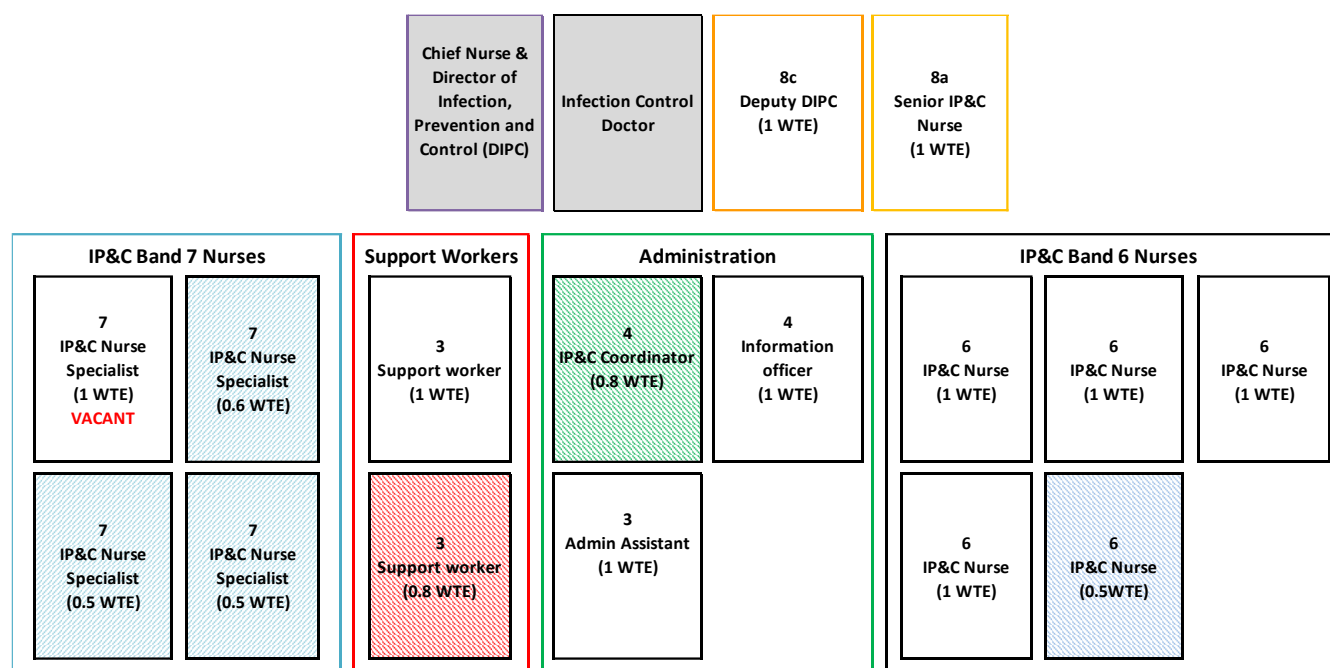 Chief Nurse &
Director of
Infection,
Prevention and
Control (DIPC)
Infection Control
Doctor
8c
Deputy DIPC
(1 WTE)
8a
Senior IP&C
Nurse
(1 WTE)
IP&C Band 7 Nurses
7
IP&C Nurse
Specialist
(1 WTE)
VACANT
7
IP&C Nurse
Specialist
(0.6 WTE)
7
IP&C Nurse
Specialist
(0.5 WTE)
7
IP&C Nurse
Specialist
(0.5 WTE)
Support Workers
3
Support worker
(1 WTE)
3
Support worker
(0.8 WTE)
Administration
4
IP&C Coordinator
(0.8 WTE)
4
Information
officer
(1 WTE)
3
Admin Assistant
(1 WTE)
IP&C Band 6 Nurses
6
IP&C Nurse
(1 WTE)
6
IP&C Nurse
(1 WTE)
6
IP&C Nurse
(1 WTE)
6
IP&C Nurse
(1 WTE)
6
IP&C Nurse
(0.5WTE)